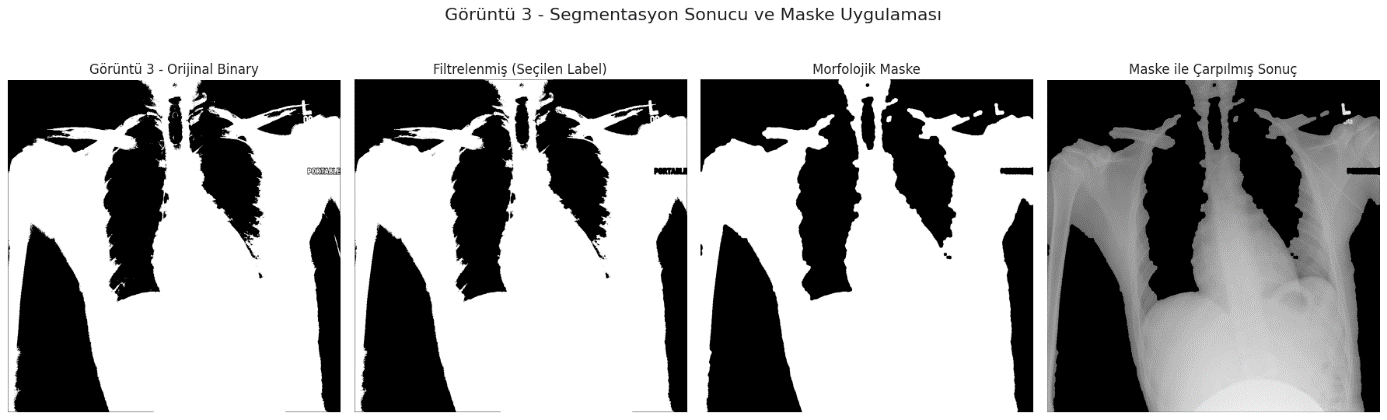 Görüntü 3 - Segmentasyon Sonucu ve Maske Uygulaması
Görüntü 3 - Orijinal Binary
Filtrelenmiş (Seçilen Label)
Morfolojik Maske
Maske ile Çarpılmış Sonuç
L
L
L
L
PORTABLE
PORTABLE